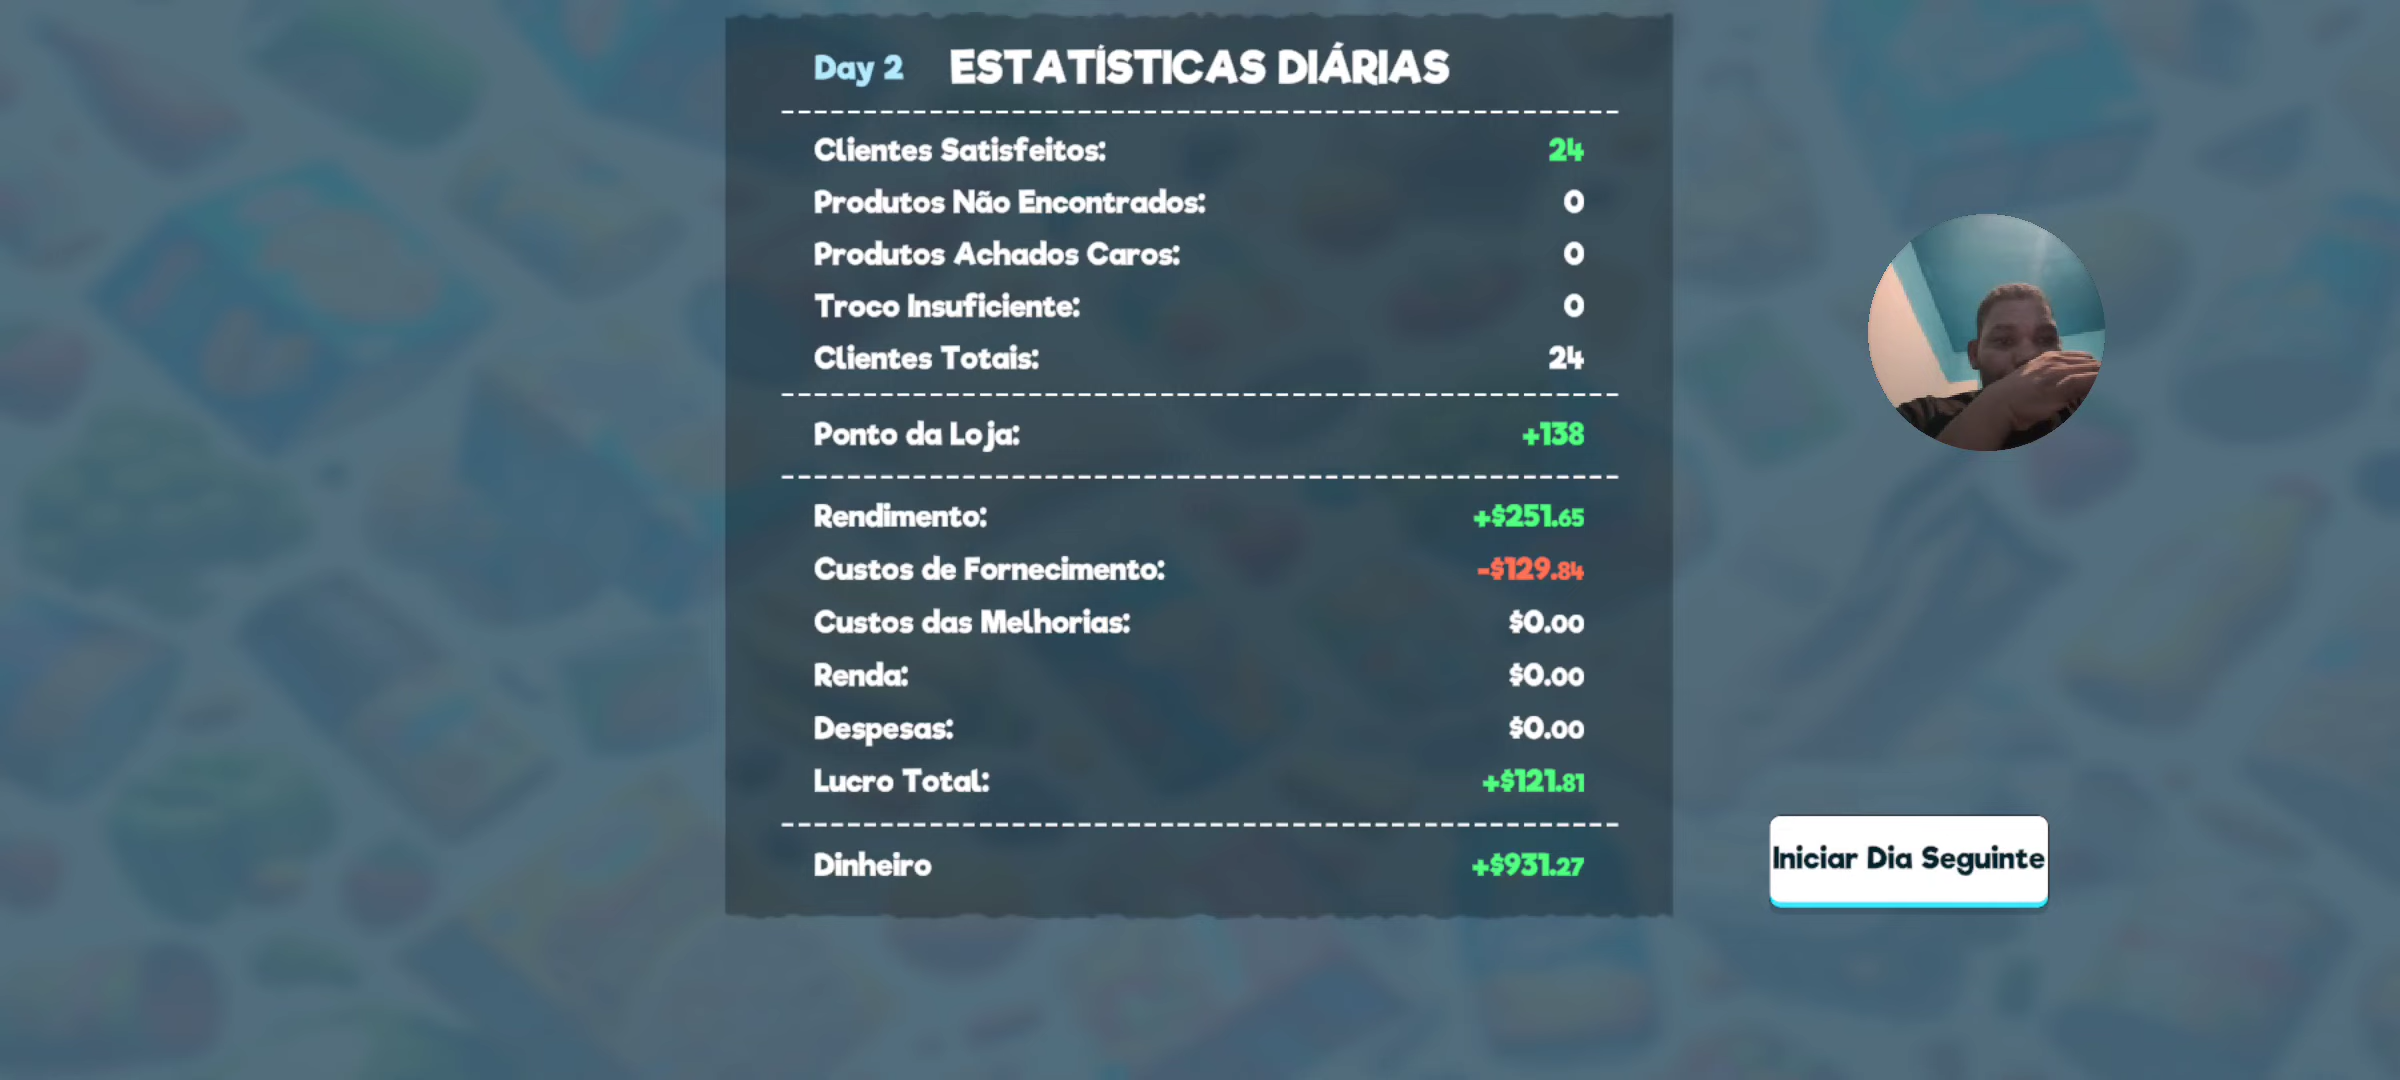 Day 2 ESTATÍSTICAS DIÁRIAS
Clientes Satisfeitos: 24
Produtos Não Encontrados: 0
Produtos Achados Caros: 0
Troco Insuficiente: 0
Clientes Totais: 24
Ponto da Loja: +138
Rendimento: +$251.65
Custos de Fornecimento: -$129.84
Custos das Melhorias: $0.00
Renda: $0.00
Despesas: $0.00
Lucro Total: +$121.81
Dinheiro +$931.27
Iniciar Dia Seguinte